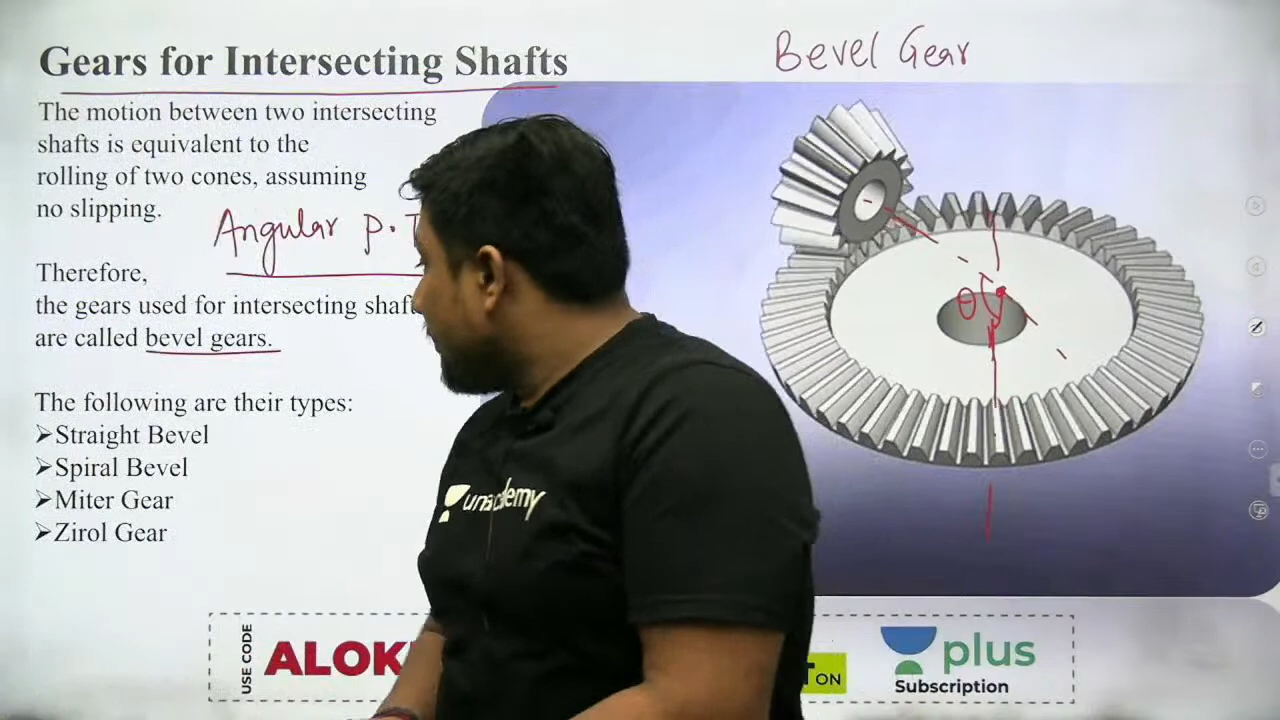 Gears for Intersecting Shafts
Bevel Gear
The motion between two intersecting
shafts is equivalent to the
rolling of two cones, assuming
no slipping.
Angular P.
Therefore,
the gears used for intersecting shaft
are called bevel gears.
θ
The following are their types:
➢Straight Bevel
➢Spiral Bevel
➢Miter Gear
➢Zirol Gear
unacademy
USE CODE
ALOK
ON
plus
Subscription